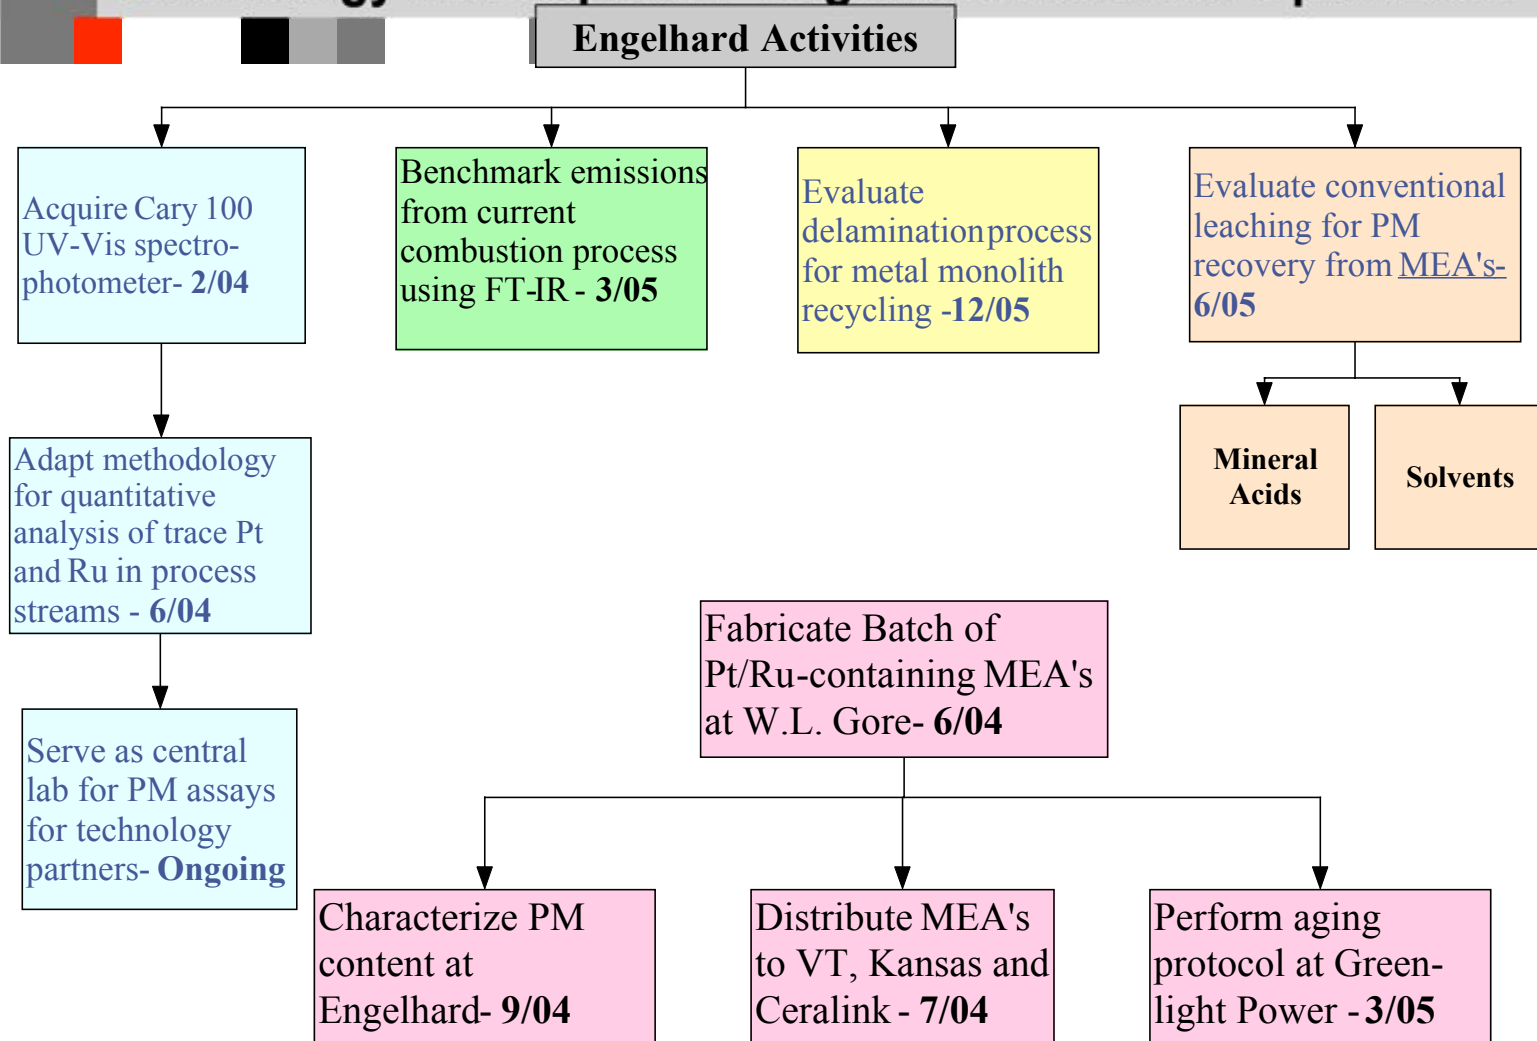 Engelhard Activities
Acquire Cary 100
UV-Vis spectro-
photometer- 2/04
Benchmark emissions
from current
combustion process
using FT-IR - 3/05
Evaluate
delamination process
for metal monolith
recycling -12/05
Evaluate conventional
leaching for PM
recovery from MEA's-
6/05
Mineral
Acids
Solvents
Adapt methodology
for quantitative
analysis of trace Pt
and Ru in process
streams - 6/04
Serve as central
lab for PM assays
for technology
partners- Ongoing
Fabricate Batch of
Pt/Ru-containing MEA's
at W.L. Gore- 6/04
Characterize PM
content at
Engelhard- 9/04
Distribute MEA's
to VT, Kansas and
Ceralink - 7/04
Perform aging
protocol at Green-
light Power - 3/05